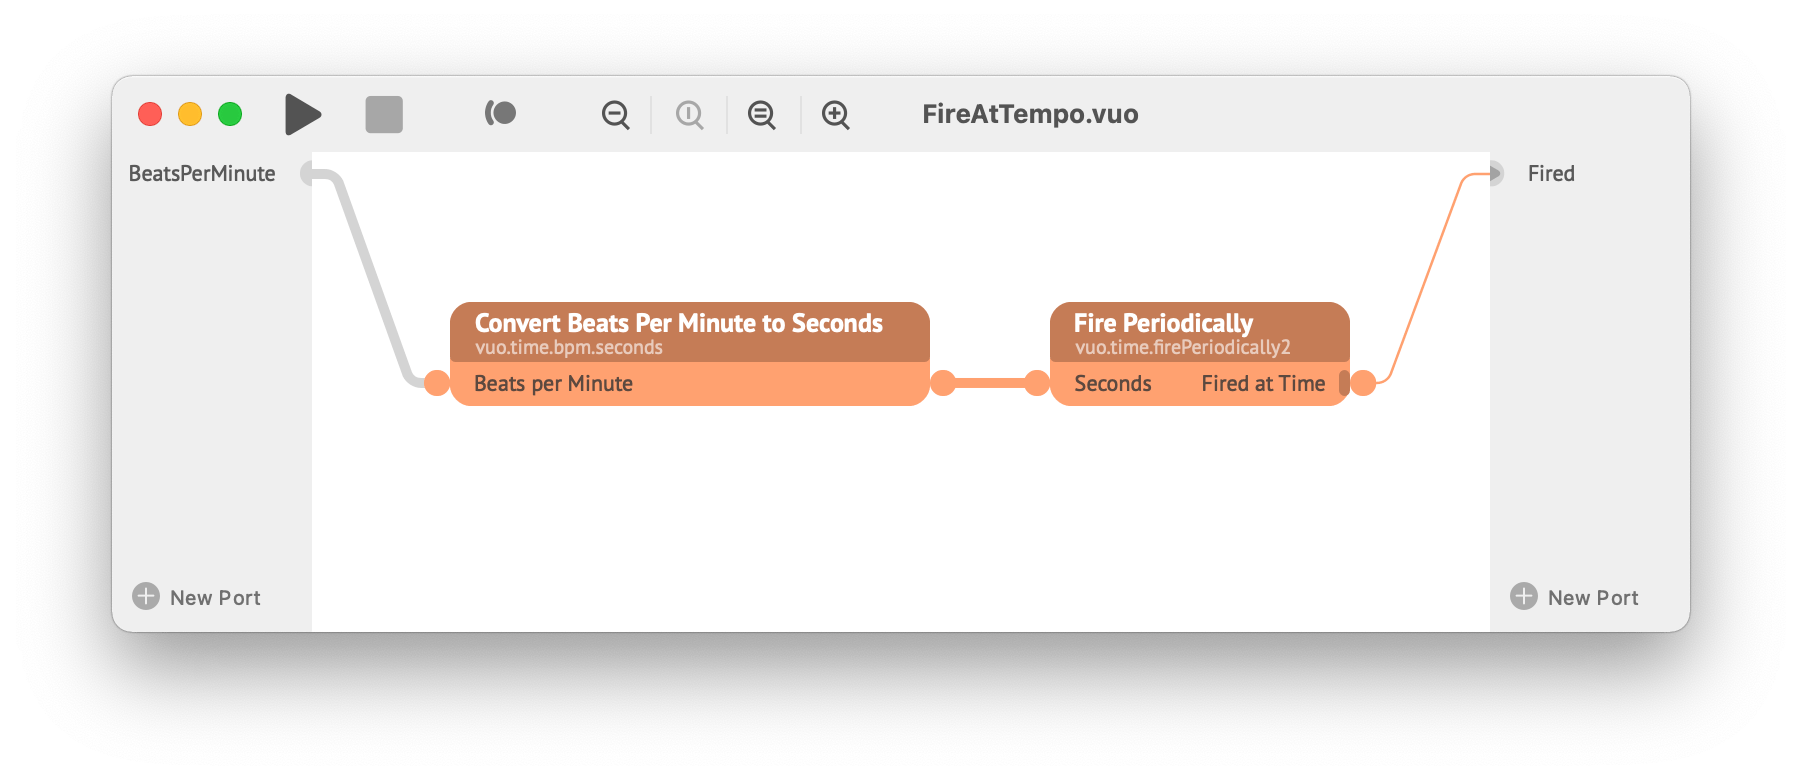 FireAtTempo.vuo
BeatsPerMinute
Fired
Convert Beats Per Minute to Seconds
vuo.time.bpm.seconds
Beats per Minute
Fire Periodically
vuo.time.firePeriodically2
Seconds Fired at Time
New Port
New Port